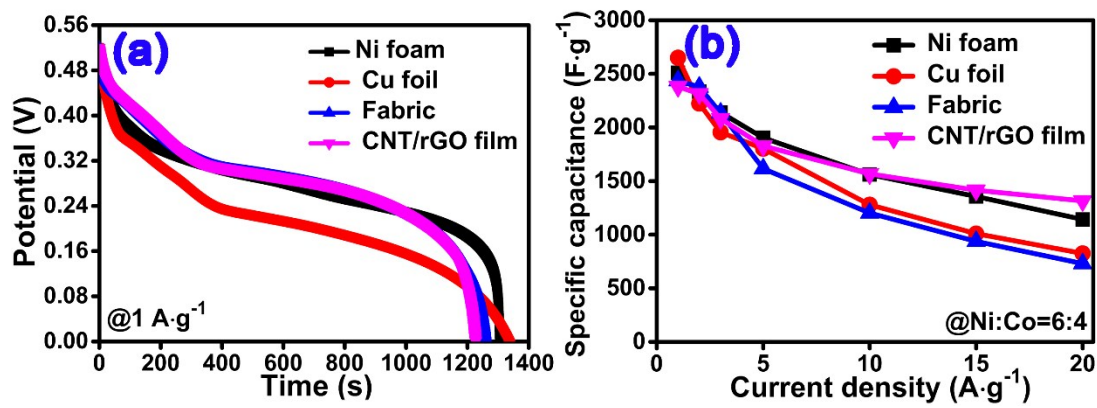 (a)
Ni foam
Cu foil
Fabric
CNT/rGO film
Potential (V)
0.56
0.48
0.40
0.32
0.24
0.16
0.08
0.00
@1 A·g⁻¹
0 200 400 600 800 1000 1200 1400
Time (s)
(b)
Ni foam
Cu foil
Fabric
CNT/rGO film
Specific capacitance (F·g⁻¹)
3000
2500
2000
1500
1000
500
0
@Ni:Co=6:4
0 5 10 15 20
Current density (A·g⁻¹)